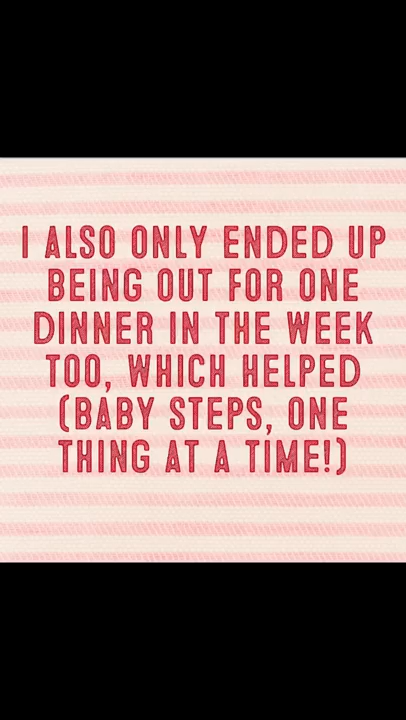 I ALSO ONLY ENDED UP
BEING OUT FOR ONE
DINNER IN THE WEEK
TOO, WHICH HELPED
(BABY STEPS, ONE
THING AT A TIME!)